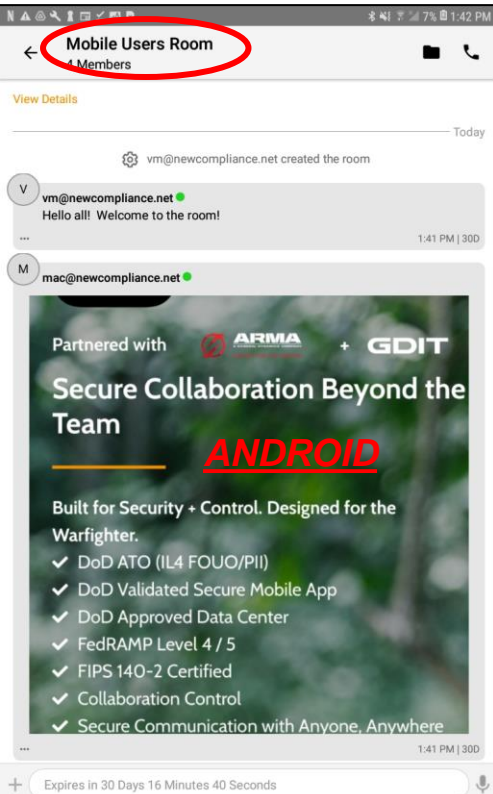 7% 1:42 PM
Mobile Users Room
4 Members
View Details
Today
vm@newcompliance.net created the room
V
vm@newcompliance.net
Hello all! Welcome to the room!
... 1:41 PM | 30D
M
mac@newcompliance.net
Partnered with ARMA + GDIT
Secure Collaboration Beyond the
Team
ANDROID
Built for Security + Control. Designed for the
Warfighter.
✓ DoD ATO (IL4 FOUO/PII)
✓ DoD Validated Secure Mobile App
✓ DoD Approved Data Center
✓ FedRAMP Level 4 / 5
✓ FIPS 140-2 Certified
✓ Collaboration Control
✓ Secure Communication with Anyone, Anywhere
... 1:41 PM | 30D
+ Expires in 30 Days 16 Minutes 40 Seconds